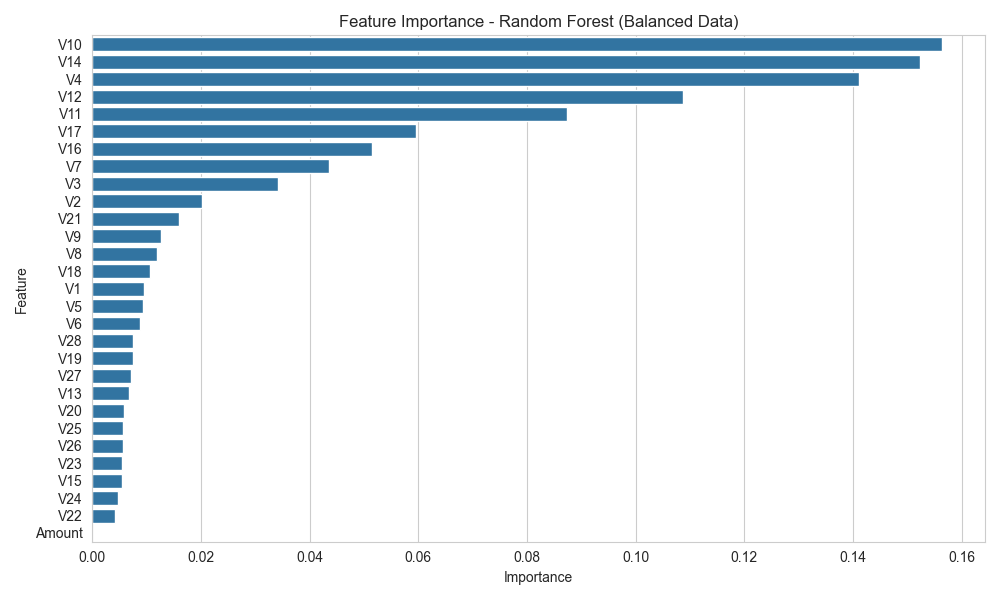 Feature Importance - Random Forest (Balanced Data)
V10
V14
V4
V12
V11
V17
V16
V7
V3
V2
V21
V9
V8
V18
V1
V5
V6
V28
V19
V27
V13
V20
V25
V26
V23
V15
V24
V22
Amount
Feature
0.00 0.02 0.04 0.06 0.08 0.10 0.12 0.14 0.16
Importance